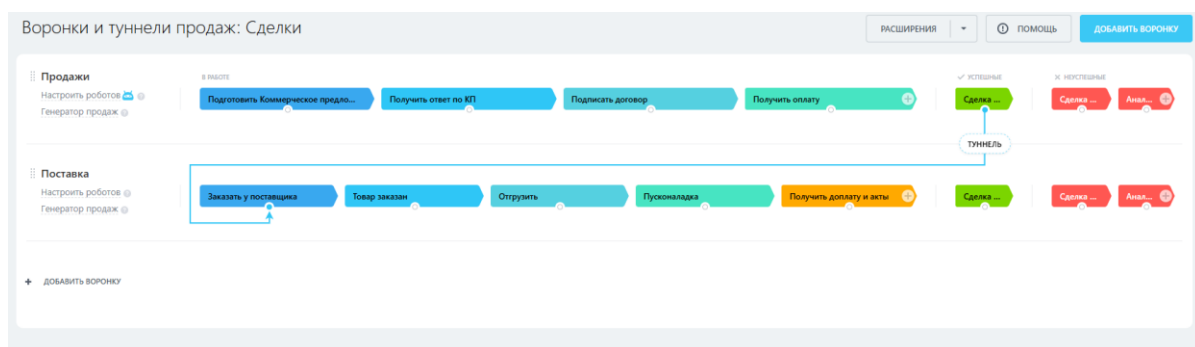 Воронки и туннели продаж: Сделки
РАСШИРЕНИЯ
ПОМОЩЬ
ДОБАВИТЬ ВОРОНКУ
Продажи
В РАБОТЕ
УСПЕШНЫЕ
НЕУСПЕШНЫЕ
Настроить роботов
Генератор продаж
Подготовить Коммерческое предло...
Получить ответ по КП
Подписать договор
Получить оплату
Сделка ...
Сделка ...
Анал...
ТУННЕЛЬ
Поставка
Настроить роботов
Генератор продаж
Заказать у поставщика
Товар заказан
Отгрузить
Пусконаладка
Получить доплату и акты
Сделка ...
Сделка ...
Анал...
+ ДОБАВИТЬ ВОРОНКУ